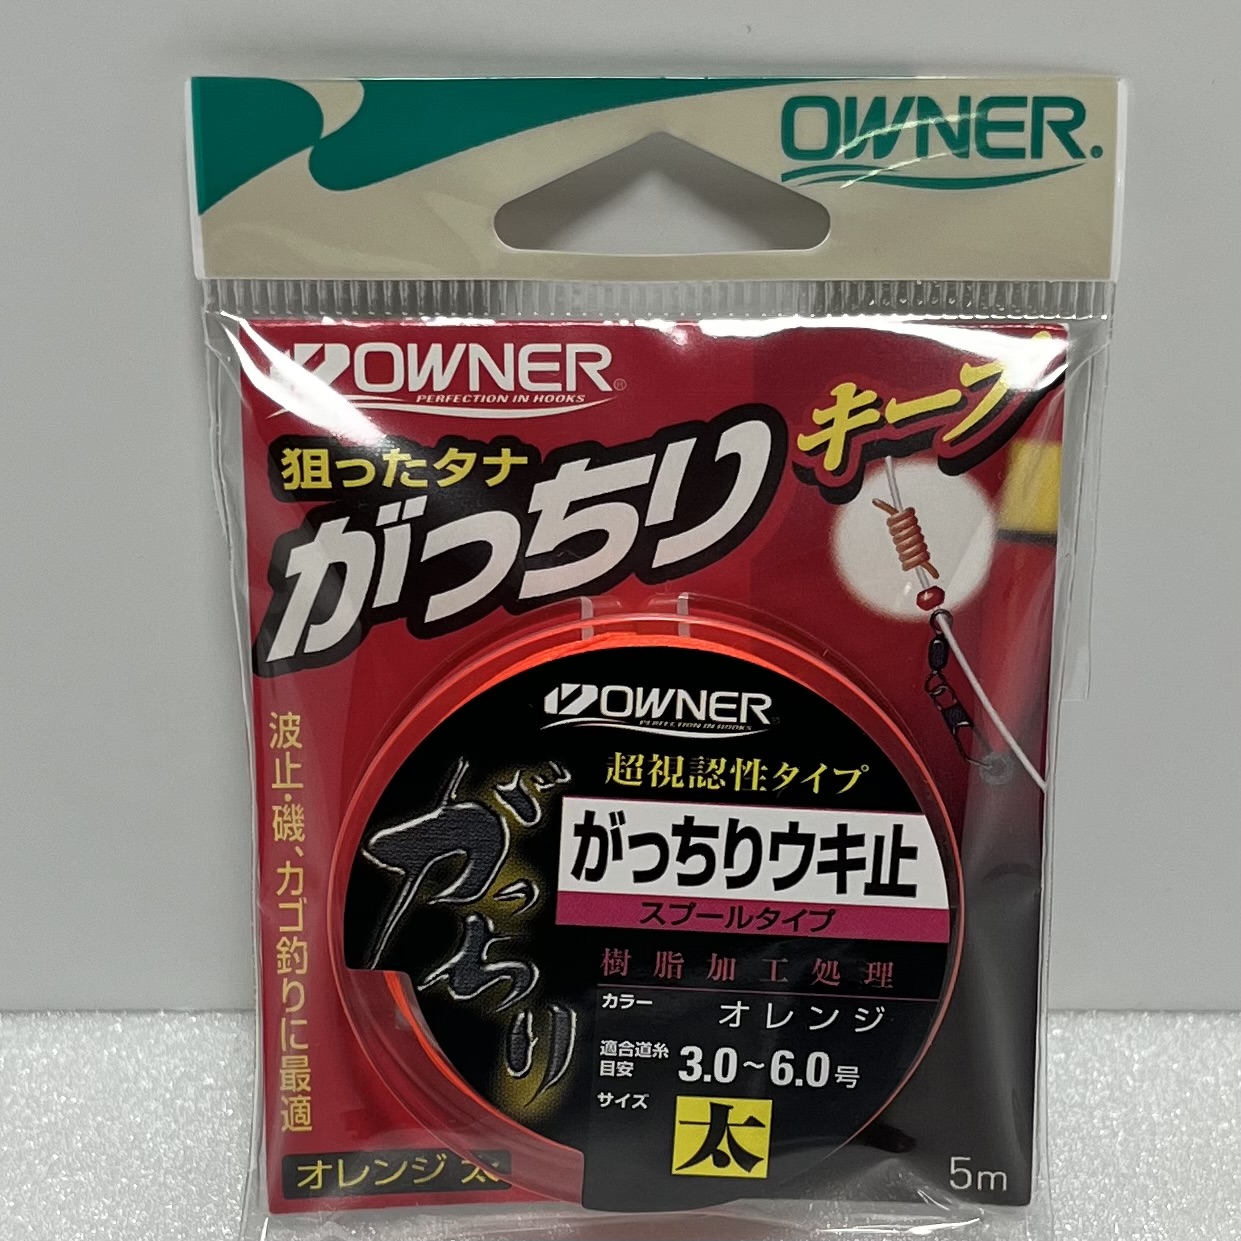 OWNER.
OWNER®
PERFECTION IN HOOKS
狙ったタナ
がっちり
キープ
波止・磯、カゴ釣りに最適
OWNER
PERFECTION IN HOOKS
超視認性タイプ
がっちり
がっちりウキ止
スプールタイプ
樹脂加工処理
カラー オレンジ
適合道糸目安 3.0~6.0号
サイズ 太
オレンジ 太
5m